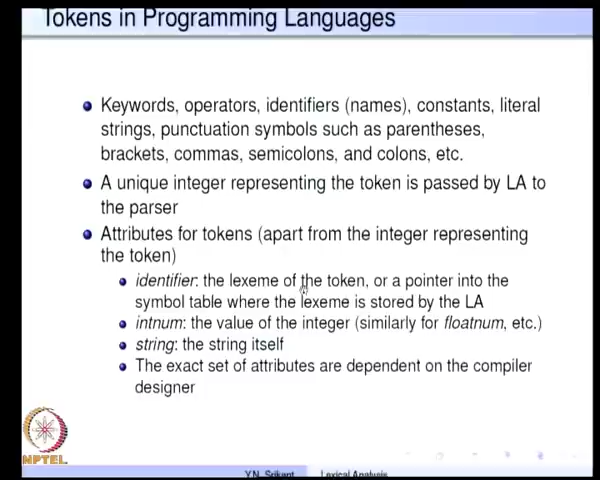 Tokens in Programming Languages
Keywords, operators, identifiers (names), constants, literal
strings, punctuation symbols such as parentheses,
brackets, commas, semicolons, and colons, etc.
A unique integer representing the token is passed by LA to
the parser
Attributes for tokens (apart from the integer representing
the token)
identifier: the lexeme of the token, or a pointer into the
symbol table where the lexeme is stored by the LA
intnum: the value of the integer (similarly for floatnum, etc.)
string: the string itself
The exact set of attributes are dependent on the compiler
designer
NPTEL
Y.N. Srikant Lexical Analysis